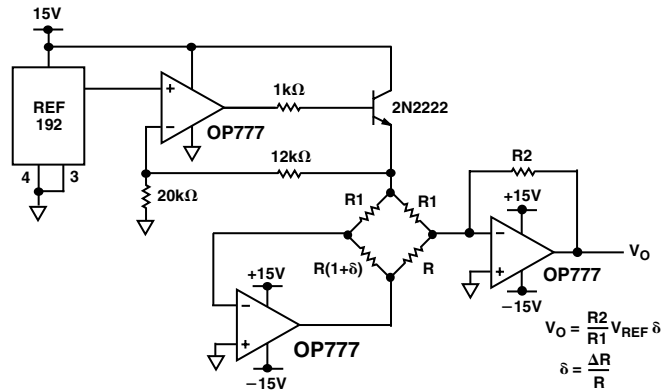 15V
REF
192
4
3
+
−
OP777
1kΩ
2N2222
12kΩ
20kΩ
R1
R1
R(1+δ)
R
R2
+15V
−
+
−15V
OP777
V_O
+15V
−
+
−15V
OP777
V_O = R2/R1 V_REF δ
δ = ΔR/R